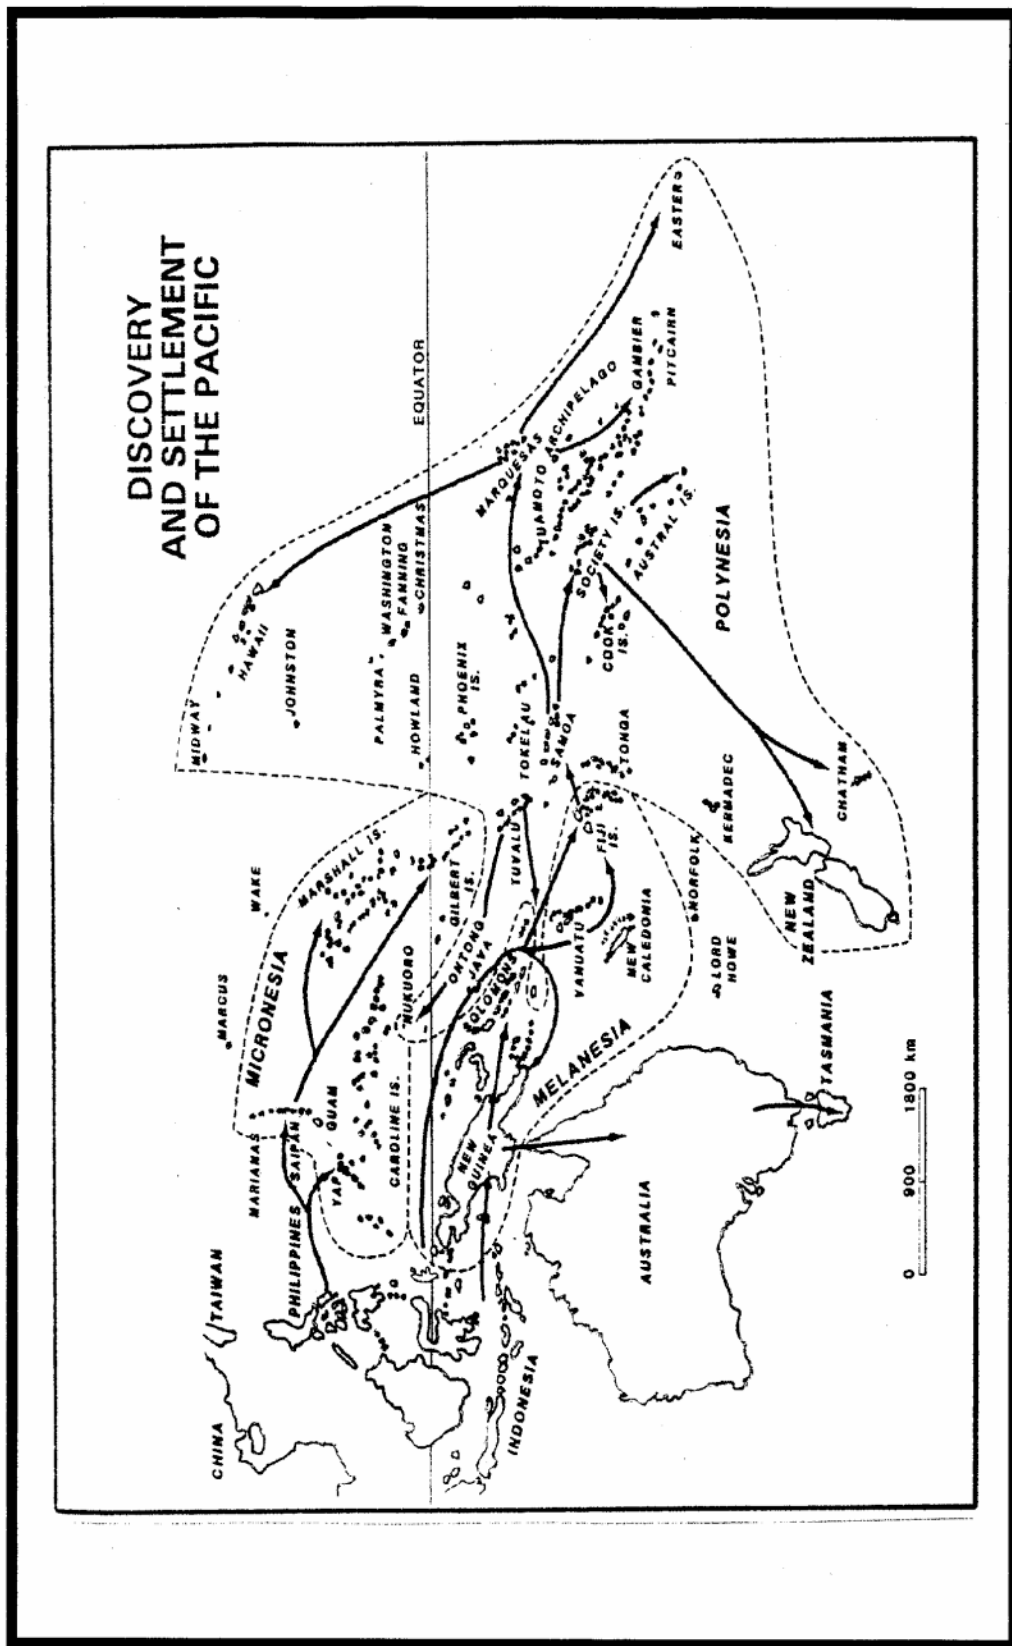 DISCOVERY
AND SETTLEMENT
OF THE PACIFIC
CHINA
TAIWAN
PHILIPPINES
MARIANAS
SAIPAN
GUAM
YAP
CAROLINE IS.
MICRONESIA
MARCUS
WAKE
MARSHALL IS.
NUKUORO
GILBERT
IS.
MIDWAY
HAWAII
JOHNSTON
PALMYRA
WASHINGTON
FANNING
CHRISTMAS
HOWLAND
PHOENIX
IS.
EQUATOR
INDONESIA
NEW
GUINEA
ONTONG
JAVA
SOLOMONS
MELANESIA
TUVALU
VANUATU
NEW
CALEDONIA
FIJI
IS.
TOKELAU
SAMOA
TONGA
MARQUESAS
TUAMOTO ARCHIPELAGO
SOCIETY IS.
COOK
IS.
AUSTRAL IS.
GAMBIER
PITCAIRN
EASTER
POLYNESIA
AUSTRALIA
LORD
HOWE
NORFOLK
KERMADEC
NEW
ZEALAND
CHATHAM
TASMANIA
0 900 1800 km